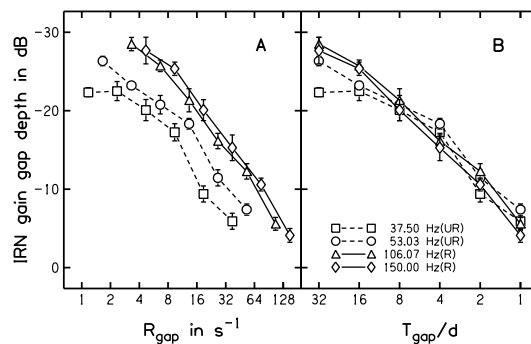 IRN gain gap depth in dB
-30
-20
-10
0
A
1 2 4 8 16 32 64 128
R_gap in s^-1
B
37.50 Hz(UR)
53.03 Hz(UR)
106.07 Hz(R)
150.00 Hz(R)
32 16 8 4 2 1
T_gap/d